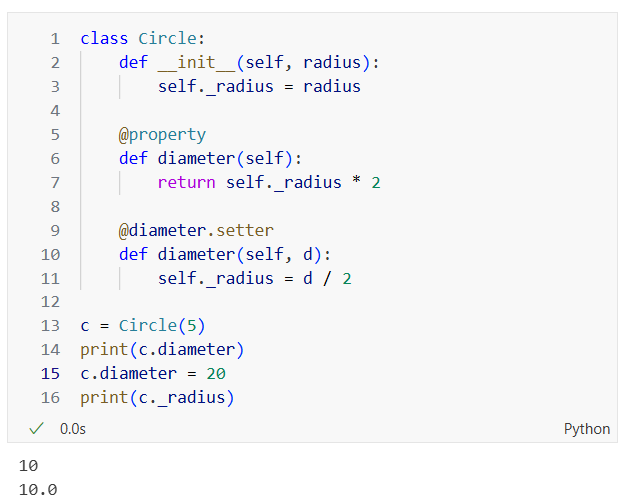 1 class Circle:
2     def __init__(self, radius):
3         self._radius = radius
4
5     @property
6     def diameter(self):
7         return self._radius * 2
8
9     @diameter.setter
10     def diameter(self, d):
11         self._radius = d / 2
12
13 c = Circle(5)
14 print(c.diameter)
15 c.diameter = 20
16 print(c._radius)
0.0s Python
10
10.0